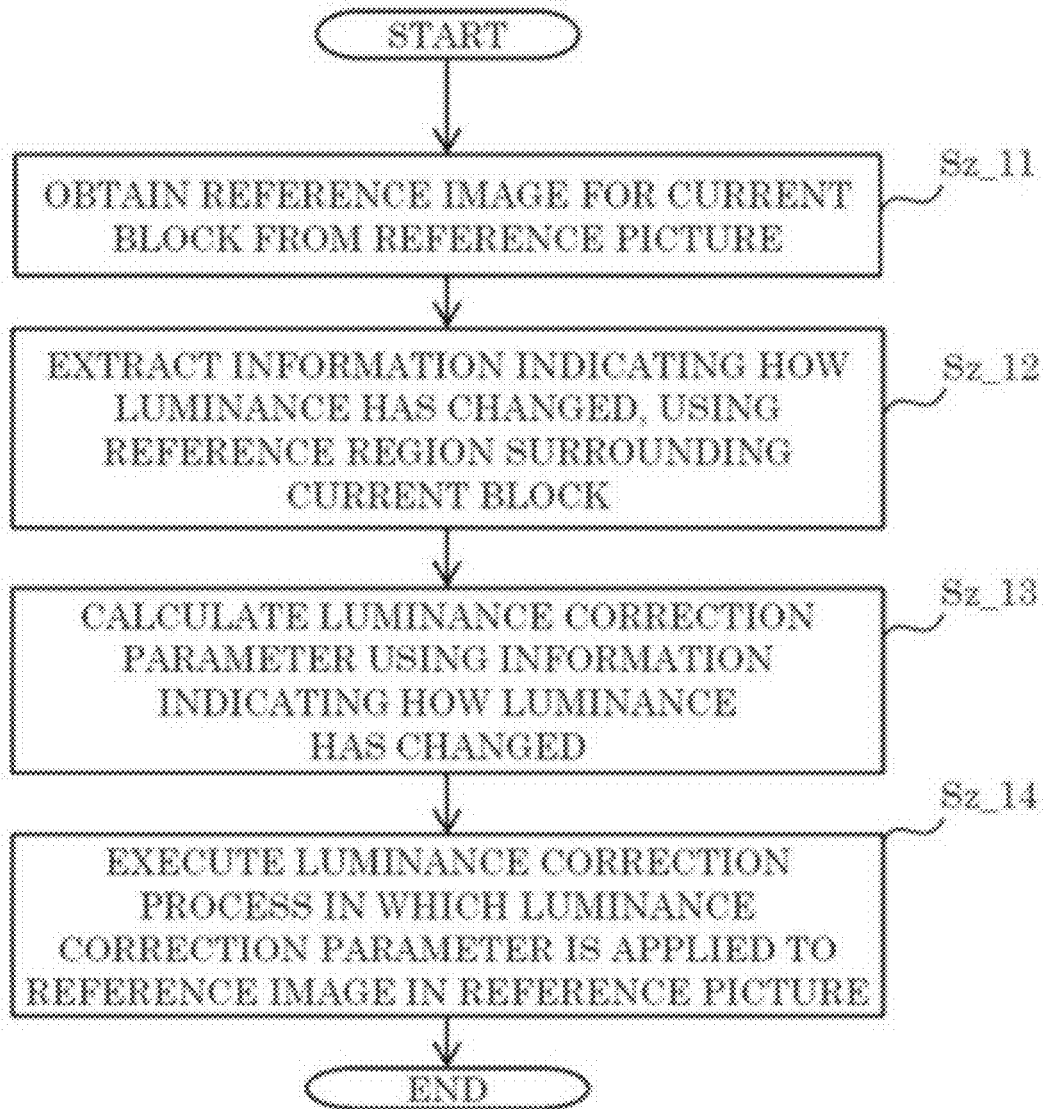 START
OBTAIN REFERENCE IMAGE FOR CURRENT
BLOCK FROM REFERENCE PICTURE
Sz_11
EXTRACT INFORMATION INDICATING HOW
LUMINANCE HAS CHANGED, USING
REFERENCE REGION SURROUNDING
CURRENT BLOCK
Sz_12
CALCULATE LUMINANCE CORRECTION
PARAMETER USING INFORMATION
INDICATING HOW LUMINANCE
HAS CHANGED
Sz_13
EXECUTE LUMINANCE CORRECTION
PROCESS IN WHICH LUMINANCE
CORRECTION PARAMETER IS APPLIED TO
REFERENCE IMAGE IN REFERENCE PICTURE
Sz_14
END